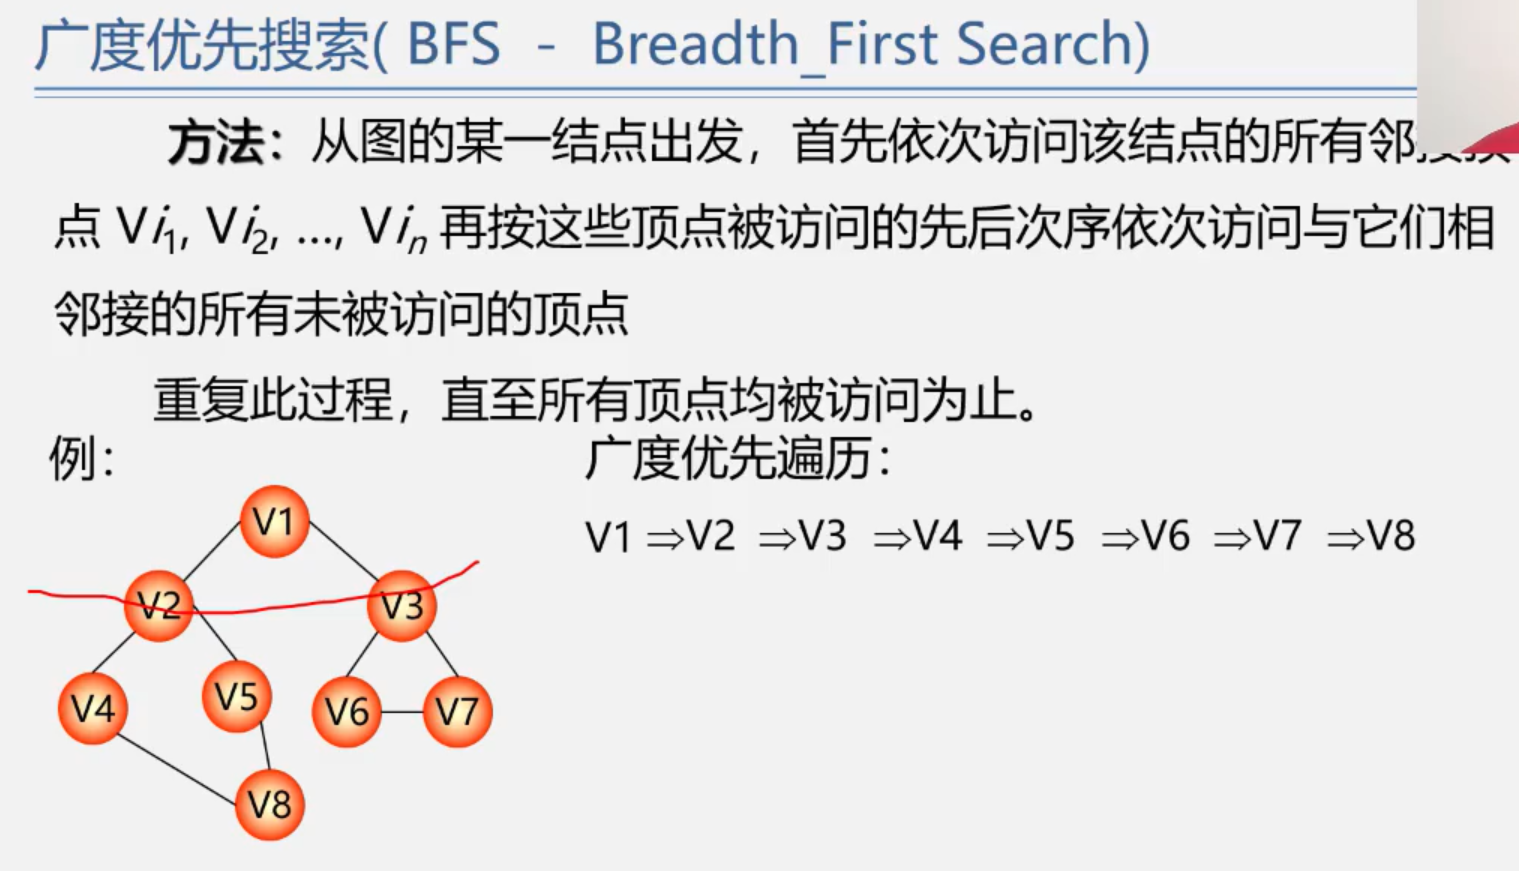 广度优先搜索( BFS - Breadth_First Search)
方法：从图的某一结点出发，首先依次访问该结点的所有邻
点 Vi1, Vi2, …, Vin 再按这些顶点被访问的先后次序依次访问与它们相
邻接的所有未被访问的顶点
重复此过程，直至所有顶点均被访问为止。
例：
广度优先遍历：
V1 ⇒V2 ⇒V3 ⇒V4 ⇒V5 ⇒V6 ⇒V7 ⇒V8
V1
V2
V3
V4
V5
V6
V7
V8